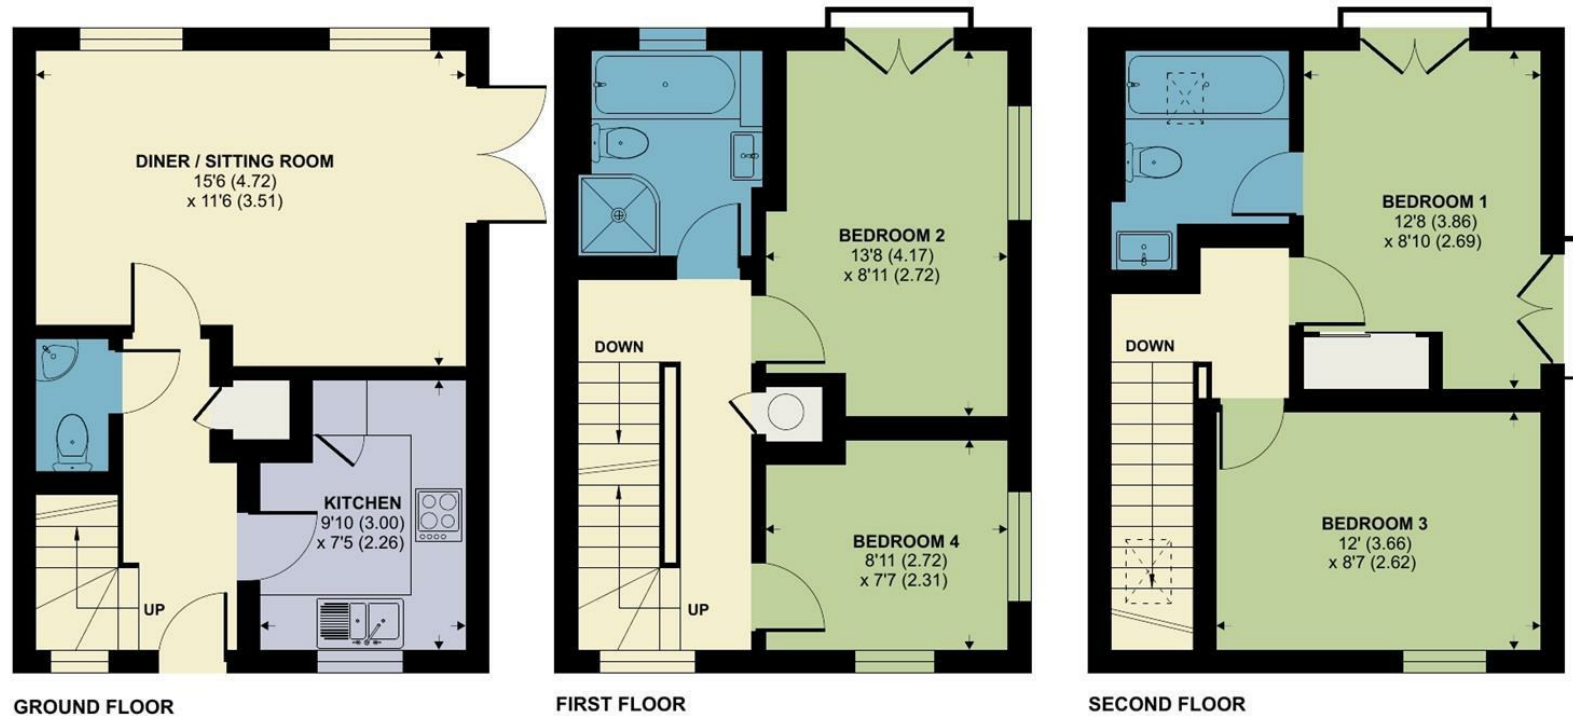 DINER / SITTING ROOM
15'6 (4.72)
x 11'6 (3.51)
UP
KITCHEN
9'10 (3.00)
x 7'5 (2.26)
GROUND FLOOR
DOWN
BEDROOM 2
13'8 (4.17)
x 8'11 (2.72)
BEDROOM 4
8'11 (2.72)
x 7'7 (2.31)
UP
FIRST FLOOR
BEDROOM 1
12'8 (3.86)
x 8'10 (2.69)
DOWN
BEDROOM 3
12' (3.66)
x 8'7 (2.62)
SECOND FLOOR